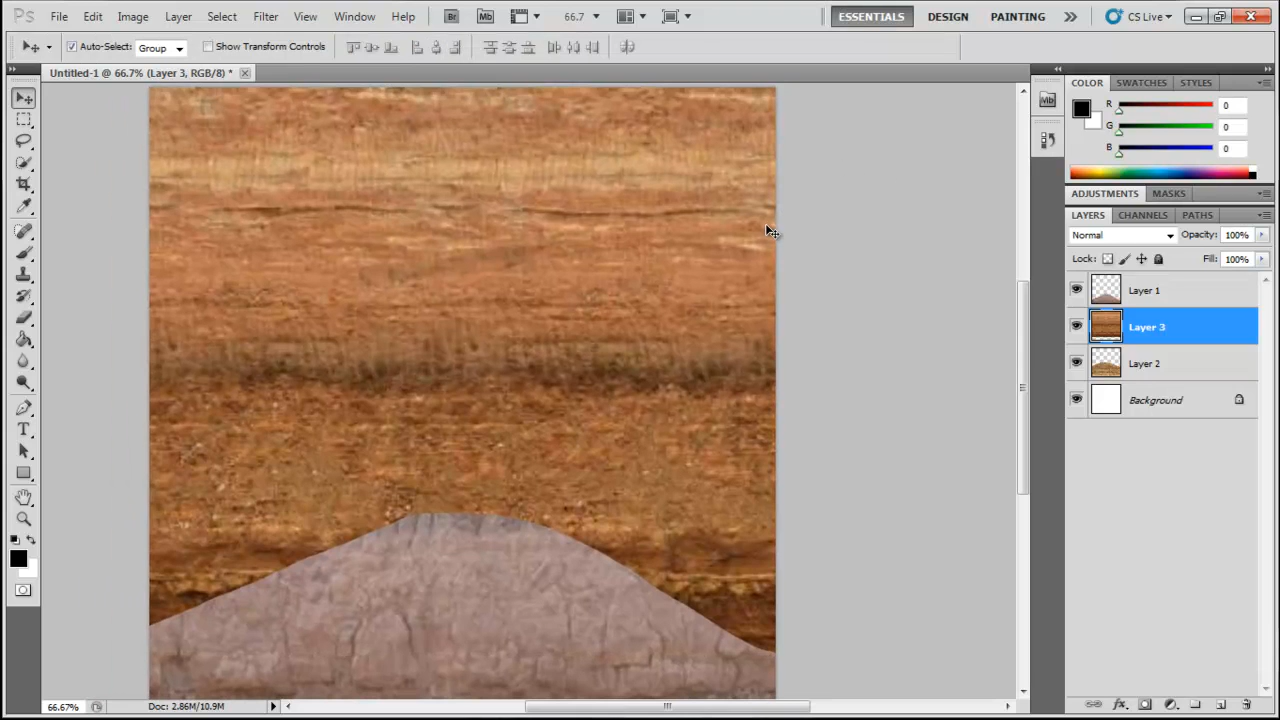 Ps File Edit Image Layer Select Filter View Window Help Br Mb 66.7 ESSENTIALS DESIGN PAINTING CS Live
Auto-Select: Group Show Transform Controls
Untitled-1 @ 66.7% (Layer 3, RGB/8) *
COLOR SWATCHES STYLES
Mb
R 0
G 0
B 0
ADJUSTMENTS MASKS
LAYERS CHANNELS PATHS
Normal Opacity: 100%
Lock: Fill: 100%
Layer 1
Layer 3
Layer 2
Background
T
66.67% Doc: 2.86M/10.9M
fx